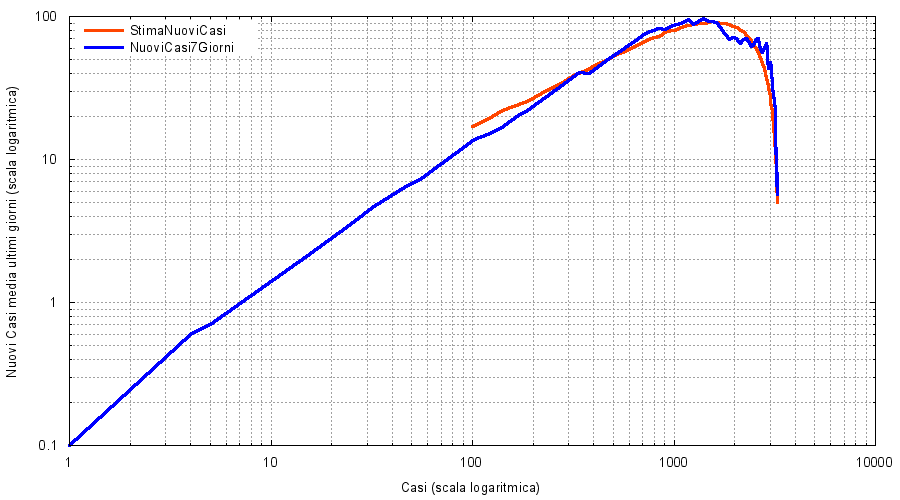 StimaNuoviCasi
NuoviCasi7Giorni
Nuovi Casi media ultimi giorni (scala logaritmica)
100
10
1
0.1
1
10
100
1000
10000
Casi (scala logaritmica)